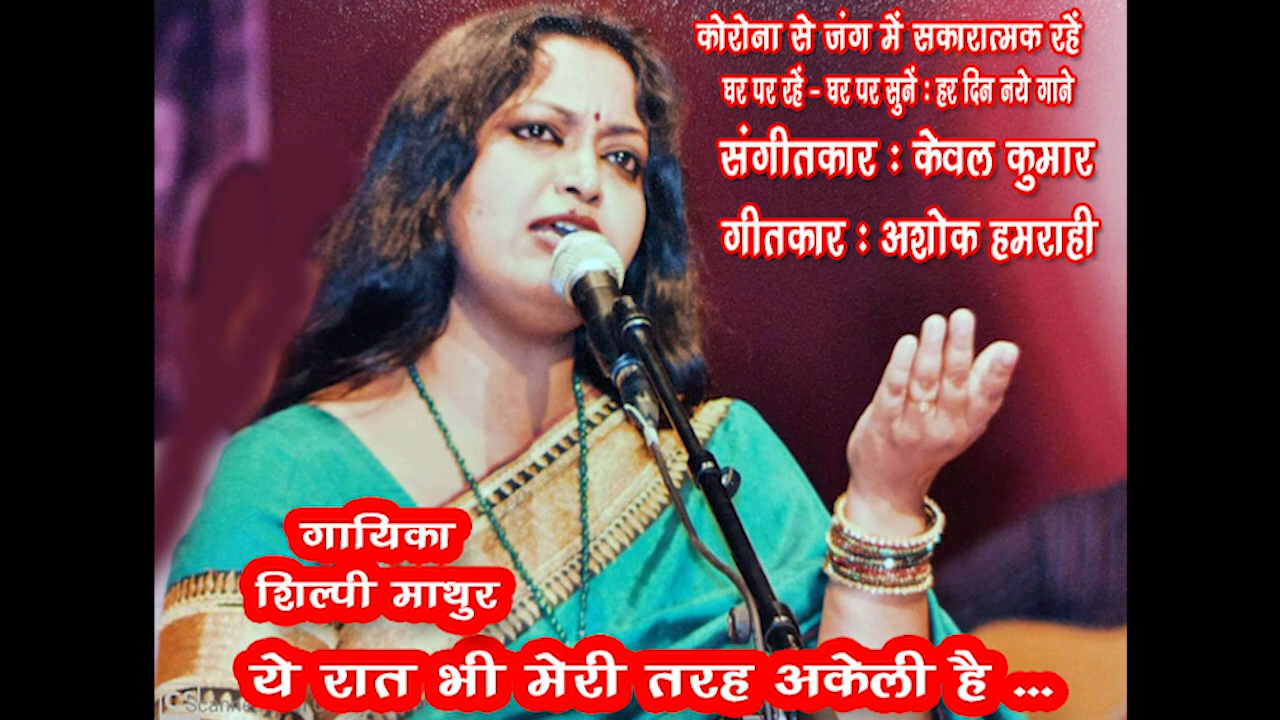 कोरोना से जंग में सकारात्मक रहें
घर पर रहें - घर पर सुनें : हर दिन नये गाने
संगीतकार : केवल कुमार
गीतकार : अशोक हमराही
गायिका
शिल्पी माथुर
ये रात भी मेरी तरह अकेली है ...